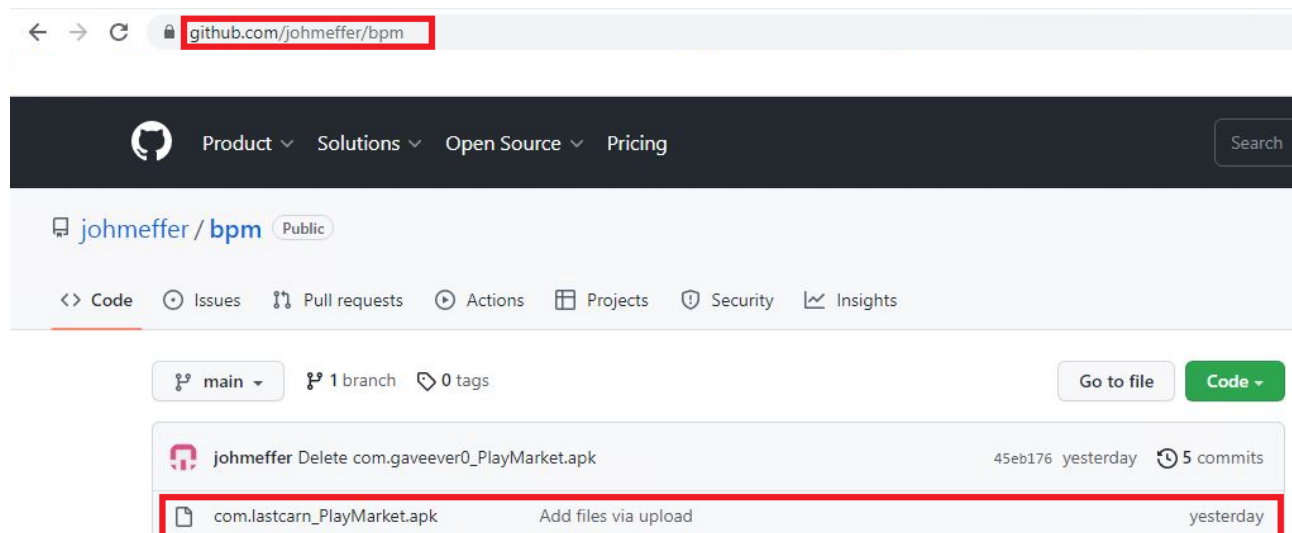 github.com/johmeffer/bpm
Product Solutions Open Source Pricing Search
johmeffer / bpm Public
<> Code Issues Pull requests Actions Projects Security Insights
main 1 branch 0 tags Go to file Code
johmeffer Delete com.gaveever0_PlayMarket.apk 45eb176 yesterday 5 commits
com.lastcarn_PlayMarket.apk Add files via upload yesterday